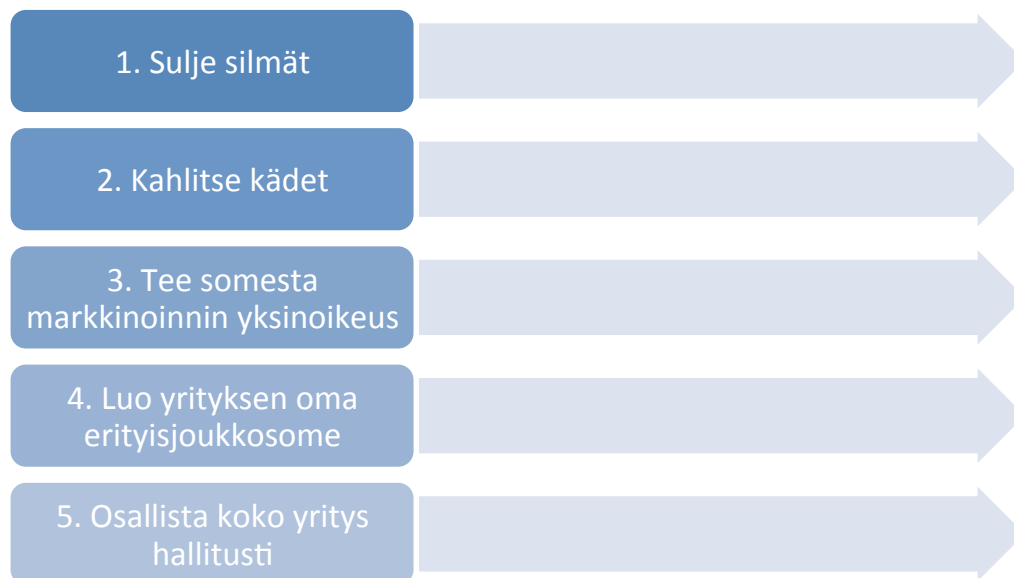 1. Sulje silmät
2. Kahlitse kädet
3. Tee somesta
markkinoinnin yksinoikeus
4. Luo yrityksen oma
erityisjoukkosome
5. Osallista koko yritys
hallitusti